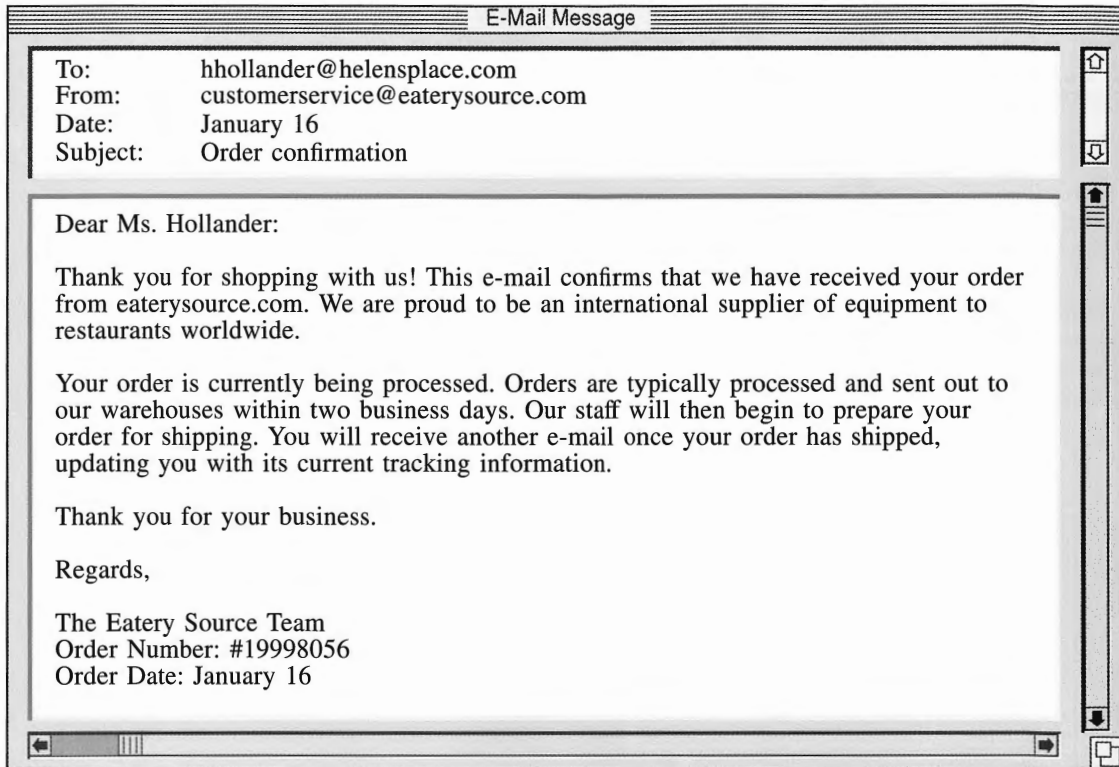 E-Mail Message
To: hhollander@helensplace.com
From: customerservice@eaterysource.com
Date: January 16
Subject: Order confirmation
Dear Ms. Hollander:
Thank you for shopping with us! This e-mail confirms that we have received your order
from eaterysource.com. We are proud to be an international supplier of equipment to
restaurants worldwide.
Your order is currently being processed. Orders are typically processed and sent out to
our warehouses within two business days. Our staff will then begin to prepare your
order for shipping. You will receive another e-mail once your order has shipped,
updating you with its current tracking information.
Thank you for your business.
Regards,
The Eatery Source Team
Order Number: #19998056
Order Date: January 16